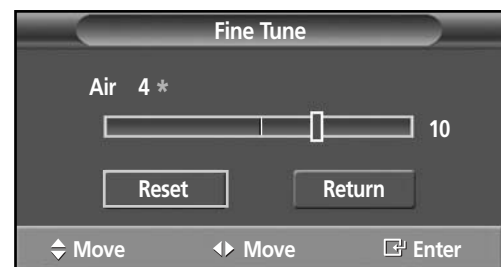 Fine Tune
Air 4 *
10
Reset Return
Move Move Enter